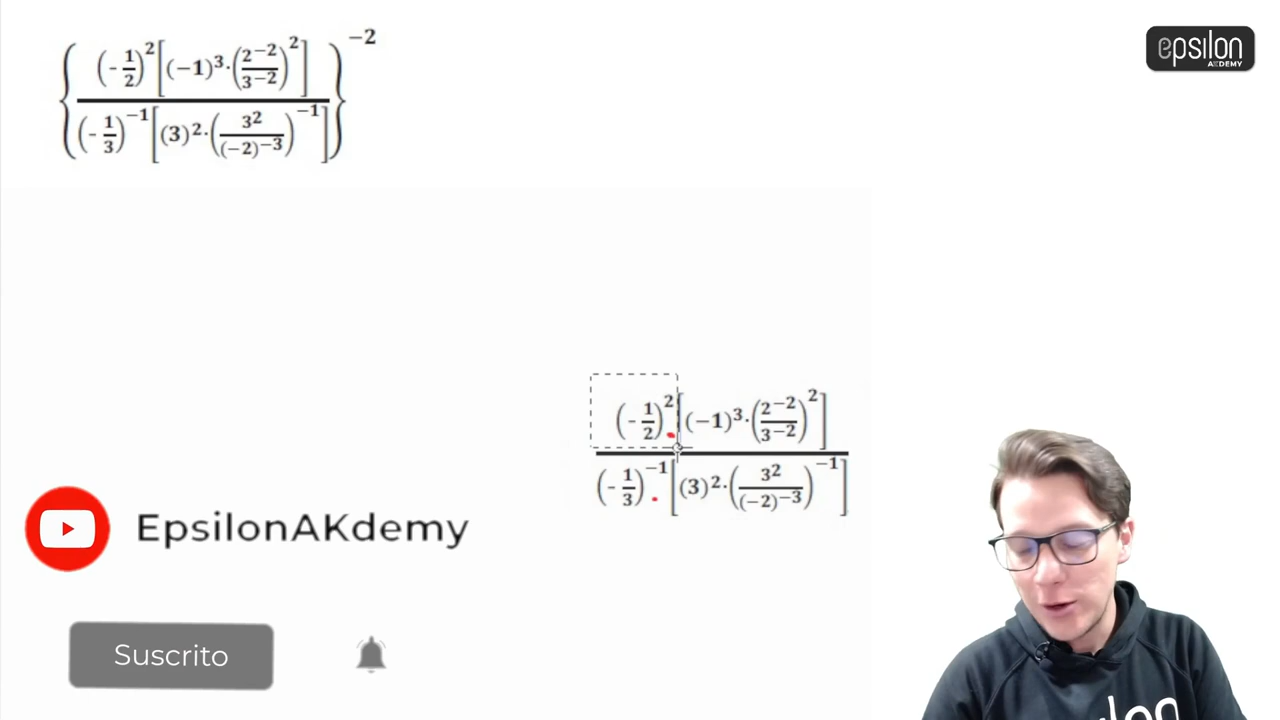 { (-1/2)^2 [(-1)^3·(2^-2/3^-2)^2] / (-1/3)^-1 [(3)^2·(3^2/(-2)^-3)^-1] }^-2
epsilon
AKDEMY
(-1/2)^2 [(-1)^3·(2^-2/3^-2)^2] / (-1/3)^-1 [(3)^2·(3^2/(-2)^-3)^-1]
EpsilonAKdemy
Suscrito